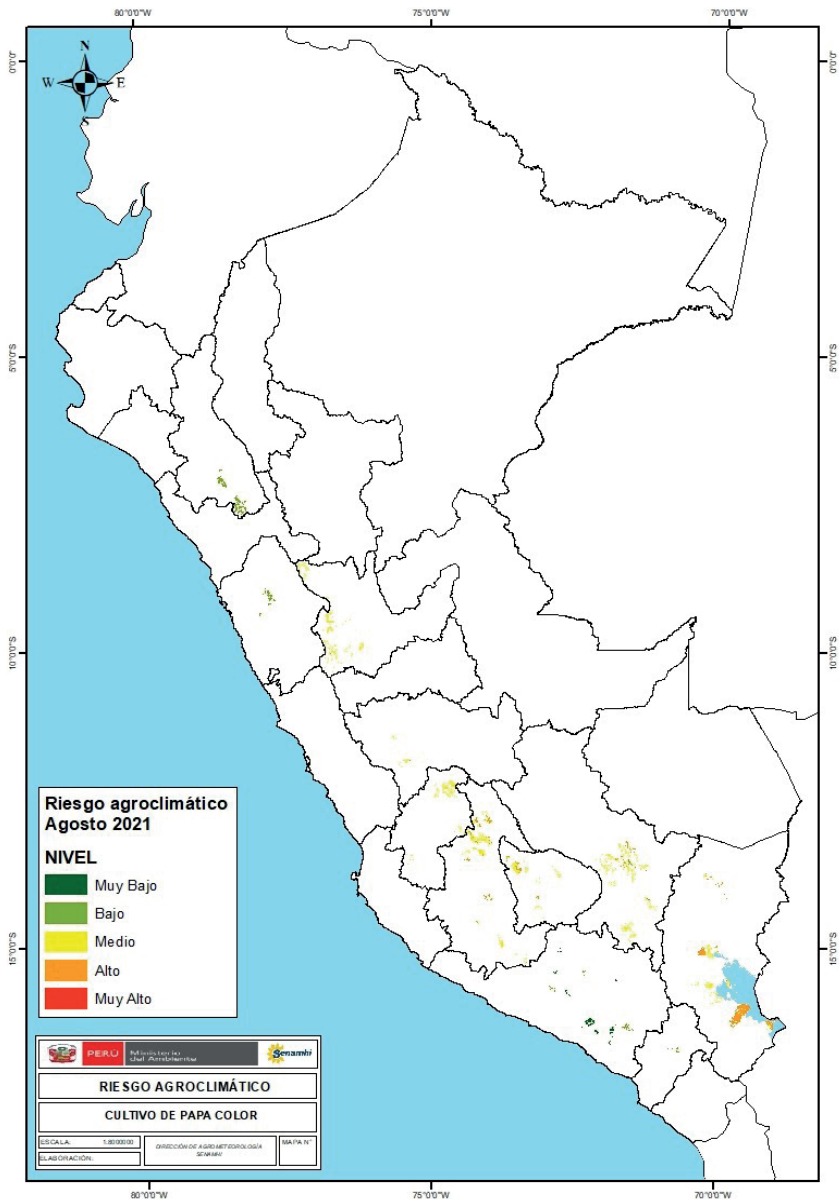 80°0'0"W 75°0'0"W 70°0'0"W
N
W E
S
0°0'0" 0°0'0"
5°0'0"S 5°0'0"S
10°0'0"S 10°0'0"S
15°0'0"S 15°0'0"S
Riesgo agroclimático
Agosto 2021
NIVEL
Muy Bajo
Bajo
Medio
Alto
Muy Alto
PERÚ Ministerio
del Ambiente
Senamhi
RIESGO AGROCLIMÁTICO
CULTIVO DE PAPA COLOR
ESCALA: 1:8000000
DIRECCIÓN DE AGROMETEOROLOGÍA
SENAMHI
MAPA N°
ELABORACIÓN:
80°0'0"W 75°0'0"W 70°0'0"W